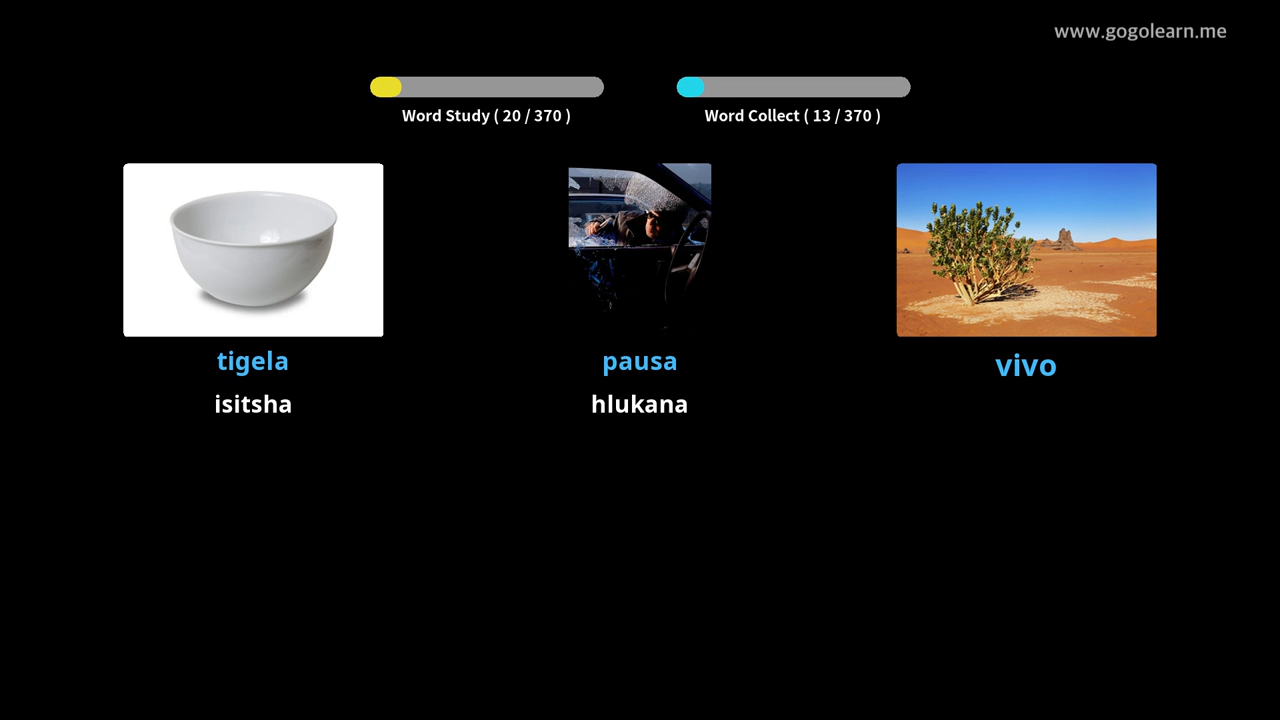 www.gogolearn.me
Word Study ( 20 / 370 )
Word Collect ( 13 / 370 )
tigela
pausa
vivo
isitsha
hlukana